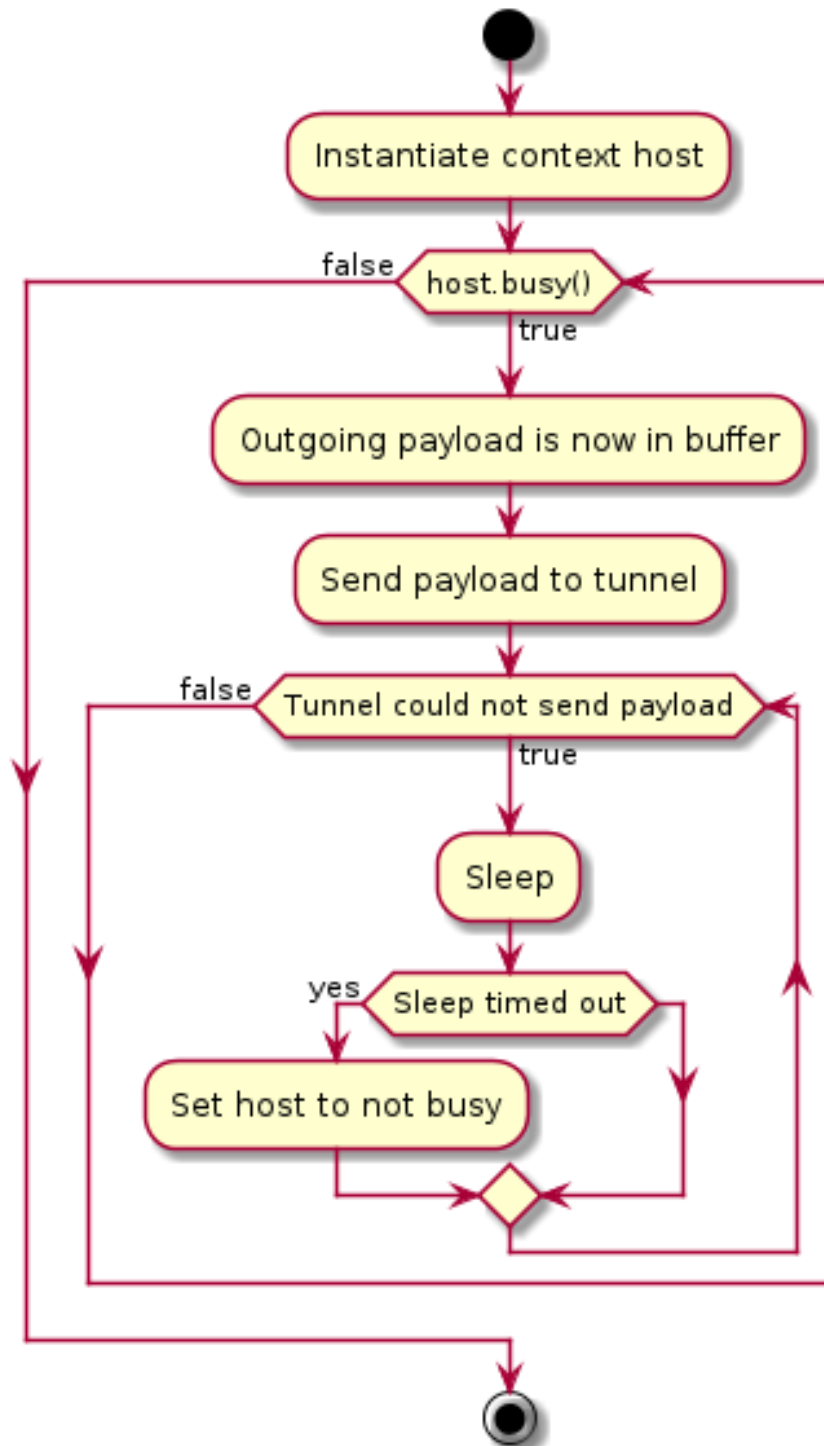 Instantiate context host
false
host.busy()
true
Outgoing payload is now in buffer
Send payload to tunnel
false
Tunnel could not send payload
true
Sleep
yes
Sleep timed out
Set host to not busy